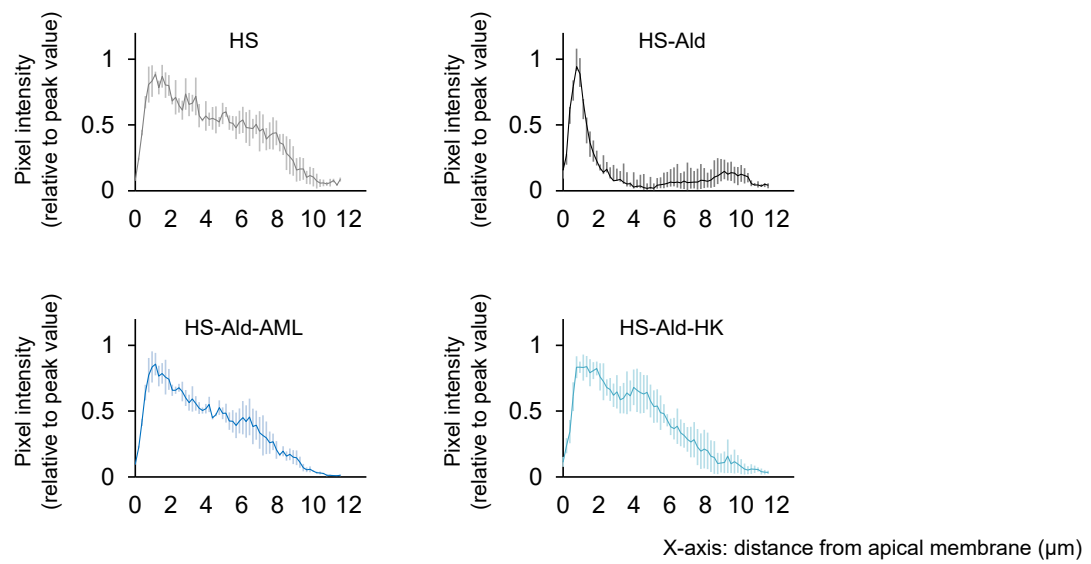 HS
Pixel intensity
(relative to peak value)
1
0.5
0
0 2 4 6 8 10 12
HS-Ald
Pixel intensity
(relative to peak value)
1
0.5
0
0 2 4 6 8 10 12
HS-Ald-AML
Pixel intensity
(relative to peak value)
1
0.5
0
0 2 4 6 8 10 12
HS-Ald-HK
Pixel intensity
(relative to peak value)
1
0.5
0
0 2 4 6 8 10 12
X-axis: distance from apical membrane (µm)